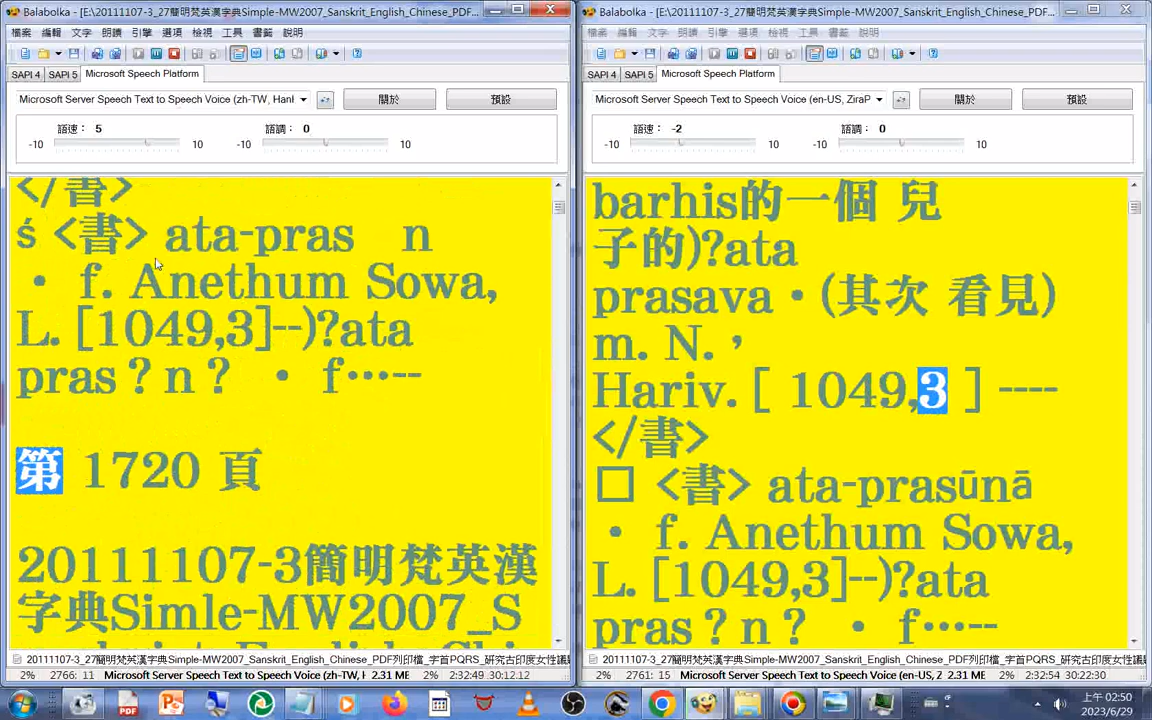 Balabolka - [E:\20111107-3_27簡明梵英漢字典Simple-MW2007_Sanskrit_English_Chinese_PDF...
檔案 編輯 文字 朗讀 引擎 選項 檢視 工具 書籤 說明
SAPI 4 SAPI 5 Microsoft Speech Platform
Microsoft Server Speech Text to Speech Voice (zh-TW, Hanl 關於 預設
語速： 5 語調： 0
-10 10 -10 10
</書>
ś <書> ata-pras n
• f. Anethum Sowa,
L. [1049,3]--)?ata
pras？n？ • f…--
第 1720 頁
20111107-3簡明梵英漢
字典Simle-MW2007_S
20111107-3_27簡明梵英漢字典Simple-MW2007_Sanskrit_English_Chinese_PDF列印檔_字首PQRS_研究古印度女性議
2% 2766: 11 Microsoft Server Speech Text to Speech Voice (zh-TW, H 2.31 ME 2% 2:32:49 30:12:12
Balabolka - [E:\20111107-3_27簡明梵英漢字典Simple-MW2007_Sanskrit_English_Chinese_PDF...
檔案 編輯 文字 朗讀 引擎 選項 檢視 工具 書籤 說明
SAPI 4 SAPI 5 Microsoft Speech Platform
Microsoft Server Speech Text to Speech Voice (en-US, ZiraP 關於 預設
語速： -2 語調： 0
-10 10 -10 10
barhis的一個 兒
子的)?ata
prasava•(其次 看見)
m. N.，
Hariv. [ 1049,3 ] ----
</書>
□ <書> ata-prasūnā
• f. Anethum Sowa,
L. [1049,3]--)?ata
pras？n？ • f…--
20111107-3_27簡明梵英漢字典Simple-MW2007_Sanskrit_English_Chinese_PDF列印檔_字首PQRS_研究古印度女性議
2% 2761: 15 Microsoft Server Speech Text to Speech Voice (en-US, Z 2.31 ME 2% 2:32:54 30:22:30
上午 02:50
2023/6/29